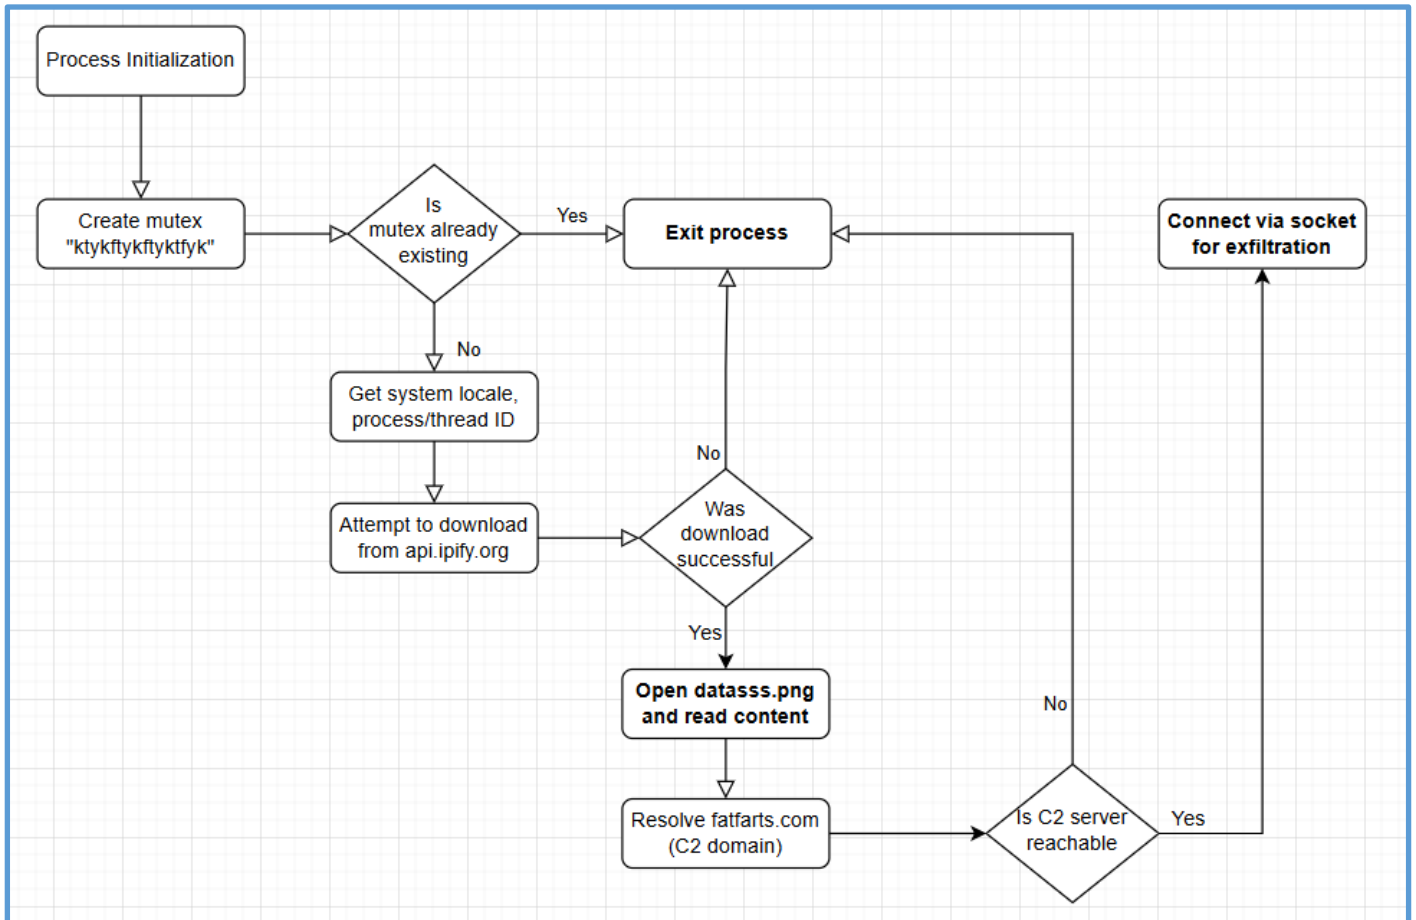 Process Initialization
Create mutex
"ktykftykftyktfyk"
Is
mutex already
existing
Yes
Exit process
Connect via socket
for exfiltration
No
Get system locale,
process/thread ID
Attempt to download
from api.ipify.org
No
Was
download
successful
Yes
Open datasss.png
and read content
No
Resolve fatfarts.com
(C2 domain)
Is C2 server
reachable
Yes